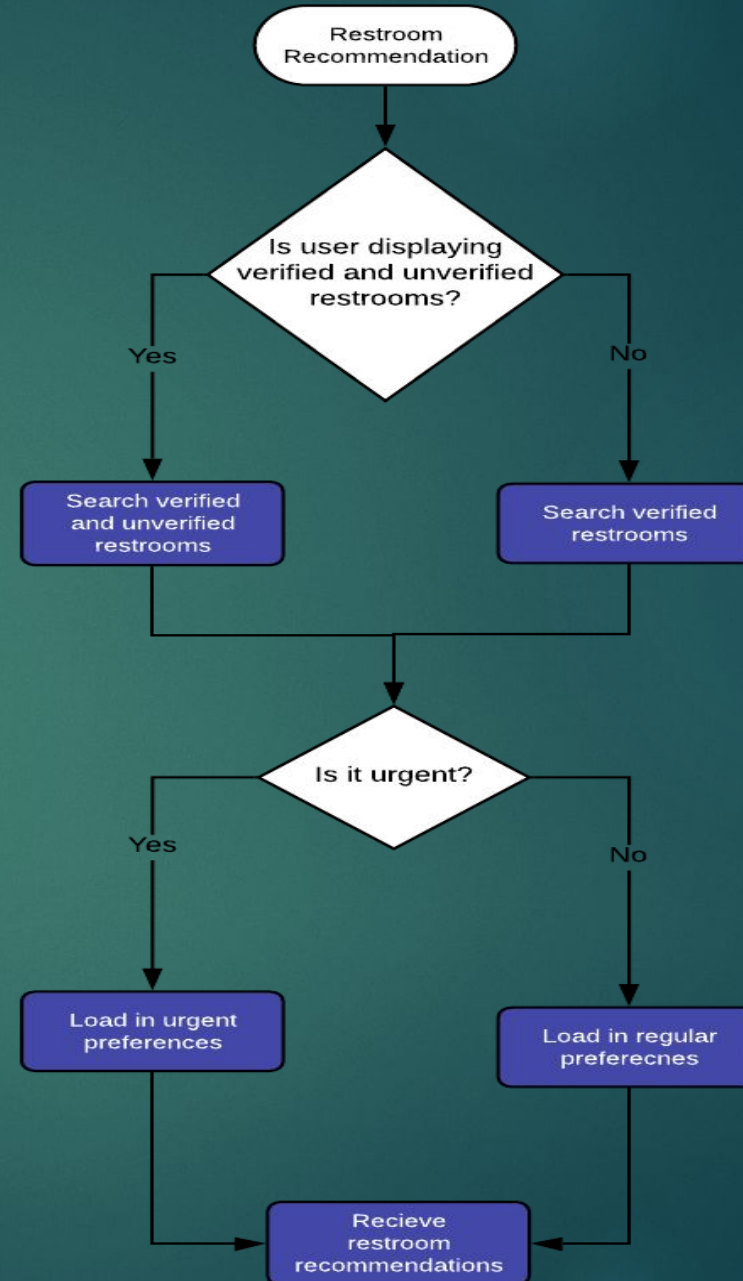 Restroom
Recommendation
Is user displaying
verified and unverified
restrooms?
Yes
No
Search verified
and unverified
restrooms
Search verified
restrooms
Is it urgent?
Yes
No
Load in urgent
preferences
Load in regular
preferecnes
Recieve
restroom
recommendations